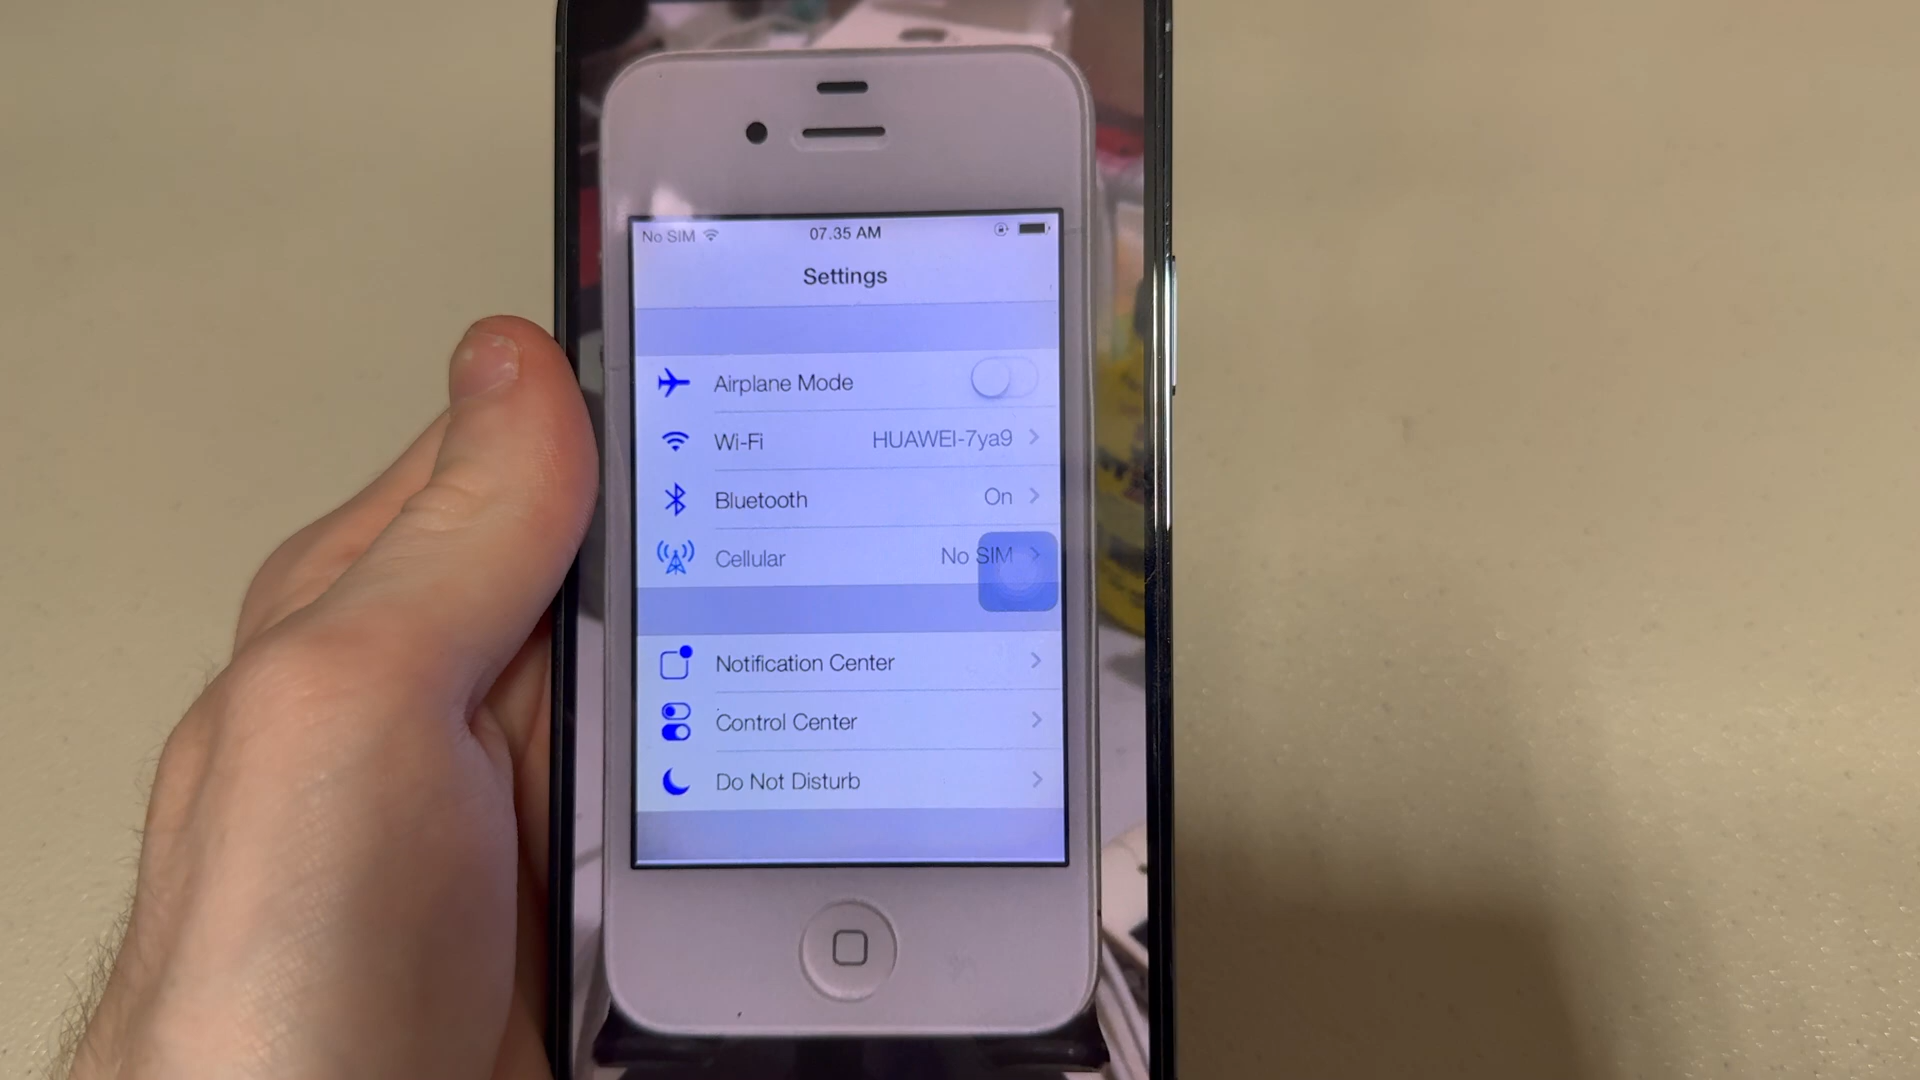 No SIM 07.35 AM
Settings
Airplane Mode
Wi-Fi HUAWEI-7ya9
Bluetooth On
Cellular No SIM
Notification Center
Control Center
Do Not Disturb